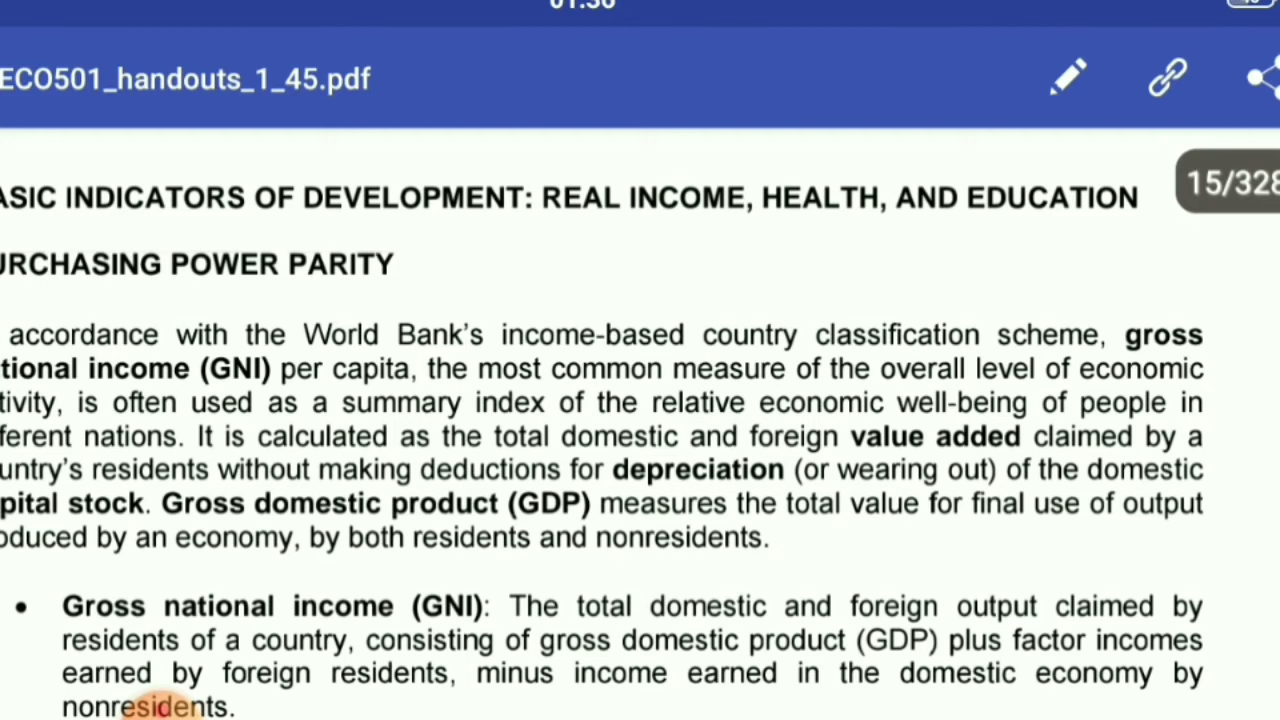 01:36
ECO501_handouts_1_45.pdf
15/328
ASIC INDICATORS OF DEVELOPMENT: REAL INCOME, HEALTH, AND EDUCATION
URCHASING POWER PARITY
accordance with the World Bank's income-based country classification scheme, gross
tional income (GNI) per capita, the most common measure of the overall level of economic
tivity, is often used as a summary index of the relative economic well-being of people in
ferent nations. It is calculated as the total domestic and foreign value added claimed by a
untry's residents without making deductions for depreciation (or wearing out) of the domestic
pital stock. Gross domestic product (GDP) measures the total value for final use of output
oduced by an economy, by both residents and nonresidents.
• Gross national income (GNI): The total domestic and foreign output claimed by
residents of a country, consisting of gross domestic product (GDP) plus factor incomes
earned by foreign residents, minus income earned in the domestic economy by
nonresidents.